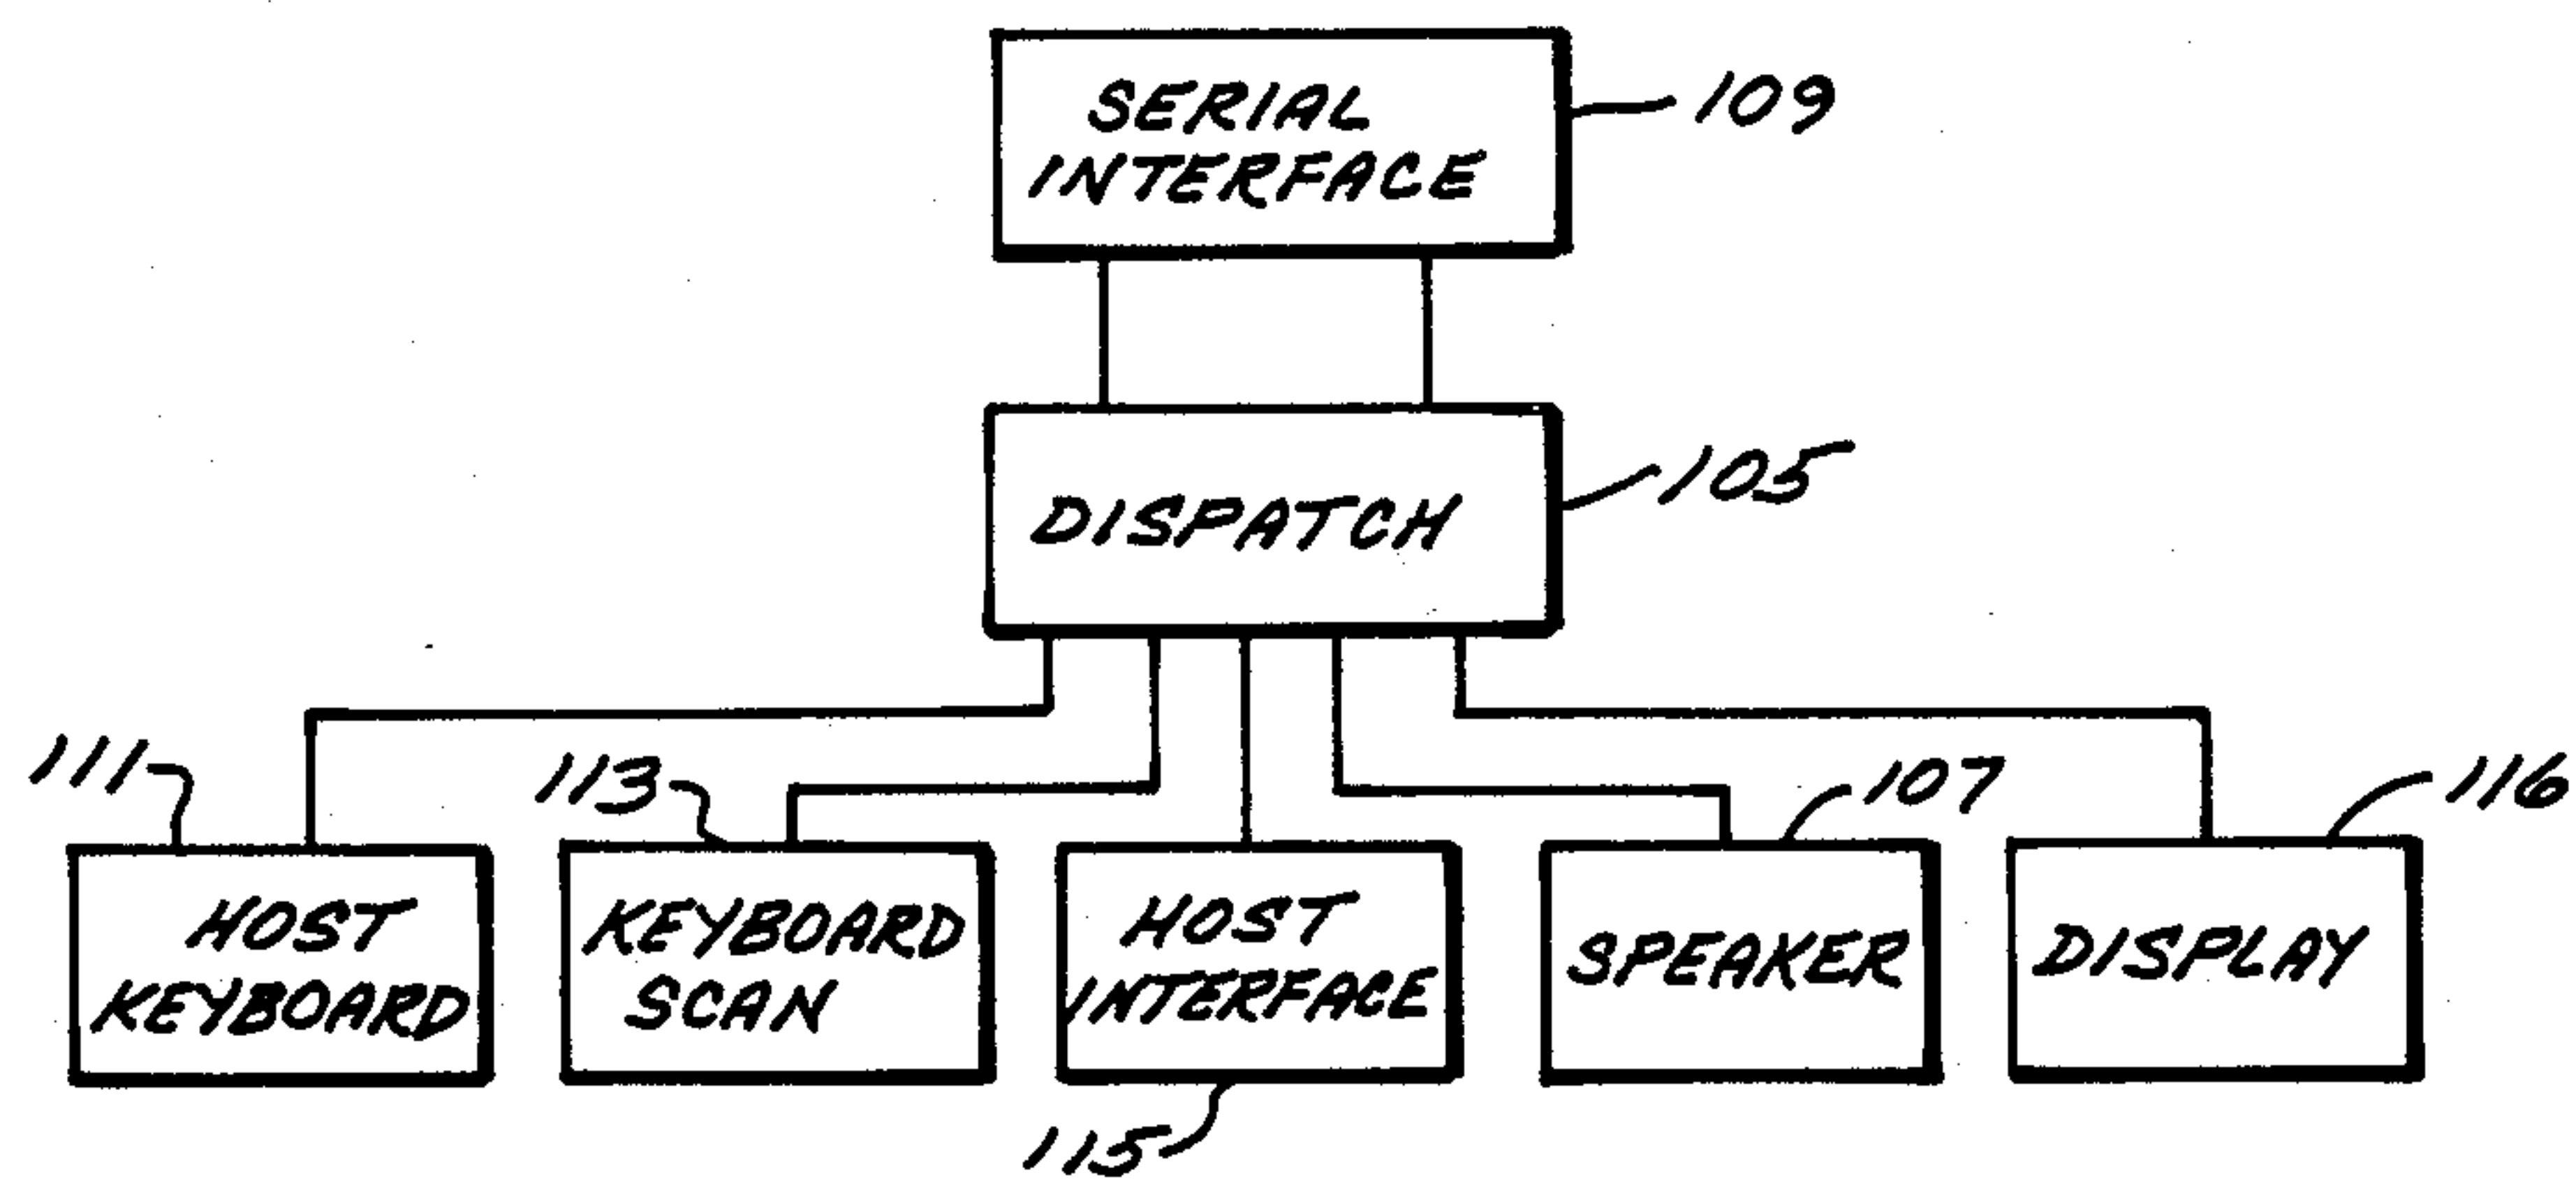 SERIAL
INTERFACE
109
DISPATCH
105
111
113
107
116
HOST
KEYBOARD
KEYBOARD
SCAN
HOST
INTERFACE
SPEAKER
DISPLAY
115